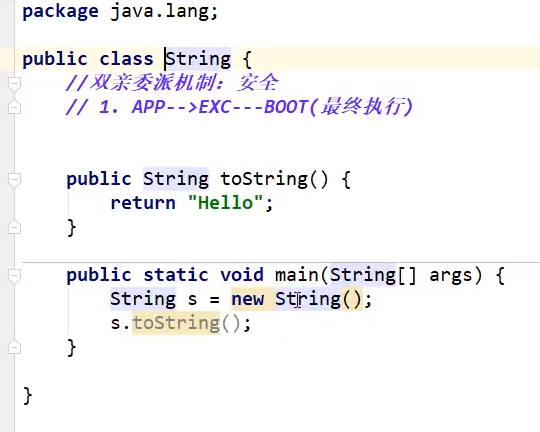 package java.lang;
public class String {
//双亲委派机制：安全
// 1. APP-->EXC---BOOT(最终执行)
public String toString() {
return "Hello";
}
public static void main(String[] args) {
String s = new String();
s.toString();
}
}